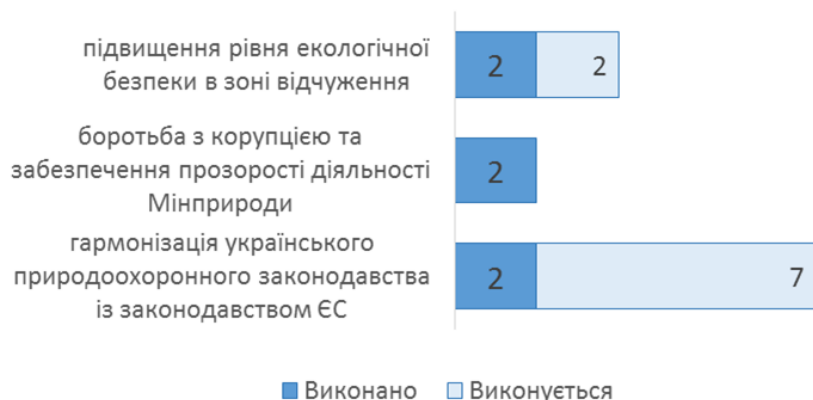 підвищення рівня екологічної
безпеки в зоні відчуження
2 2
боротьба з корупцією та
забезпечення прозорості діяльності
Мінприроди
2
гармонізація українського
природоохоронного законодавства
із законодавством ЄС
2 7
Виконано Виконується